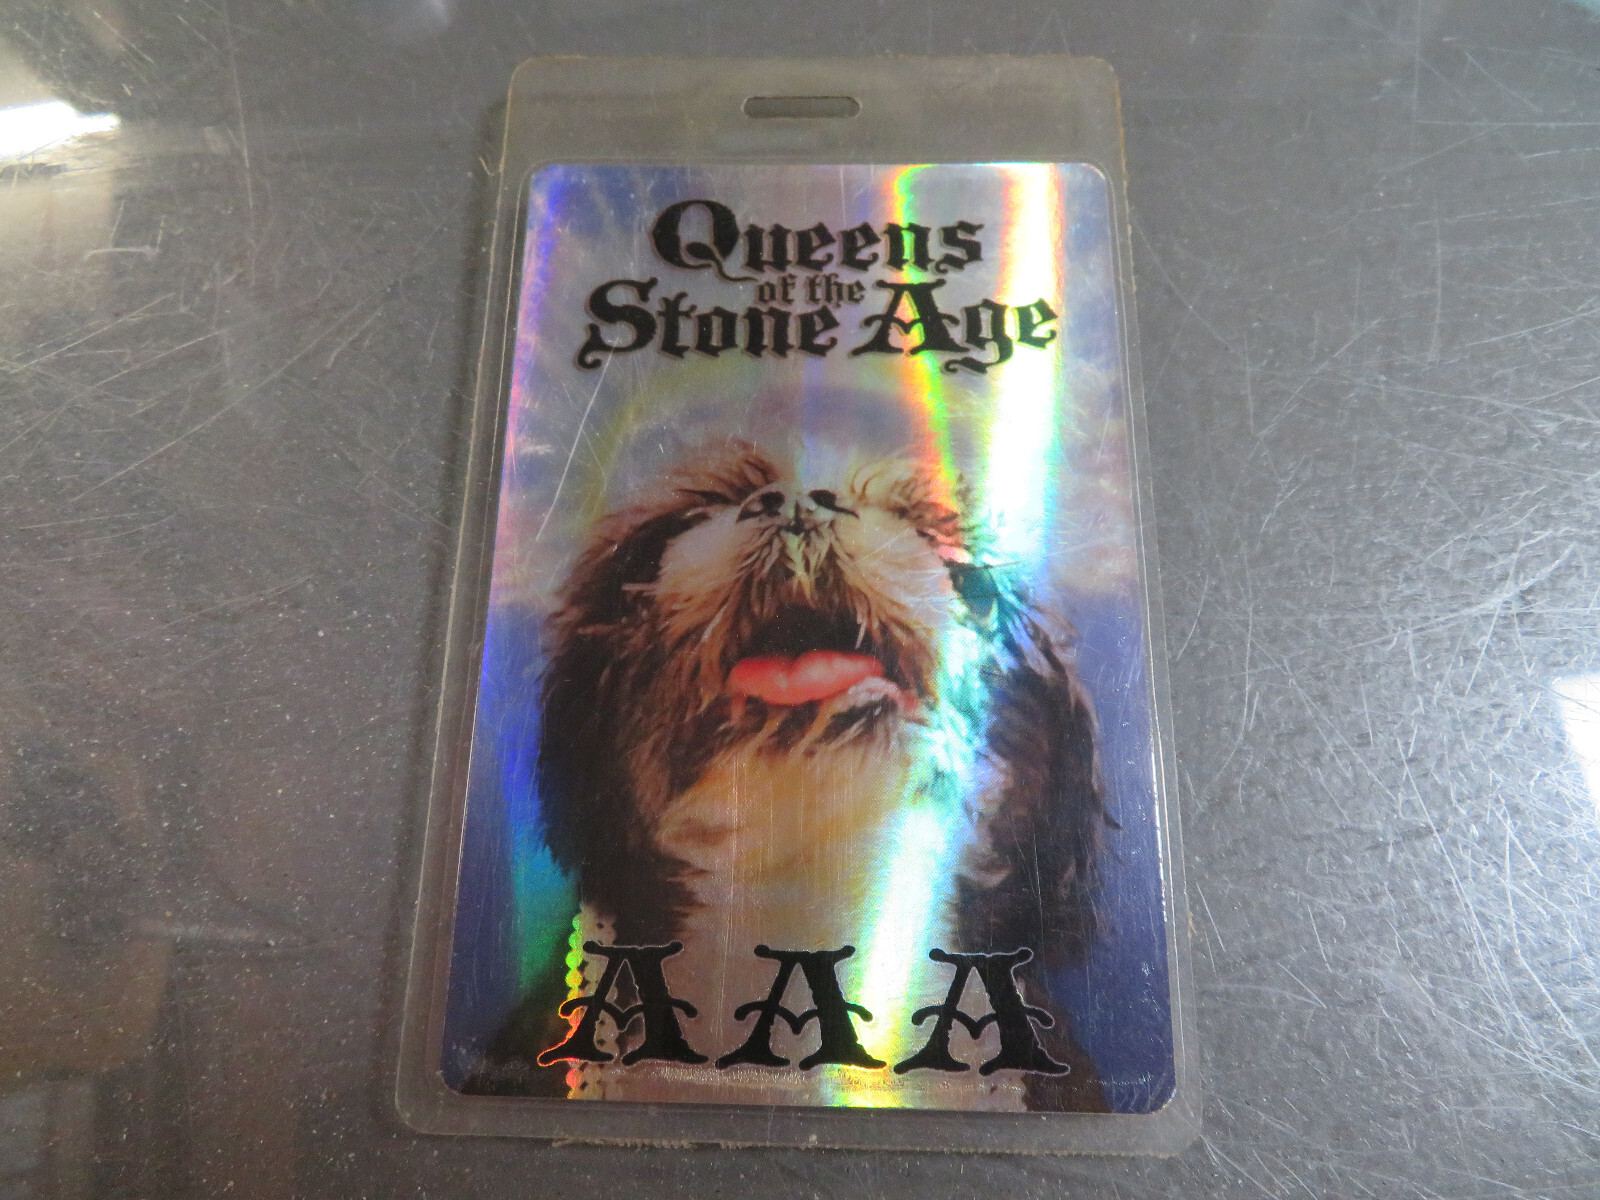 Queens
of the
Stone Age
AAA